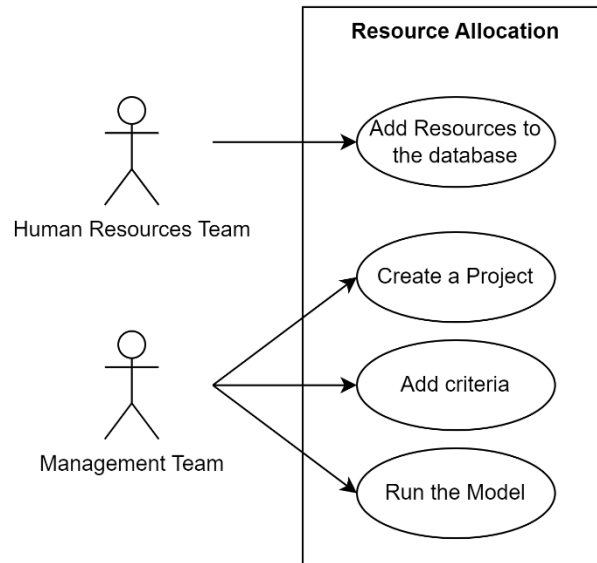 Resource Allocation
Add Resources to
the database
Human Resources Team
Create a Project
Add criteria
Management Team
Run the Model